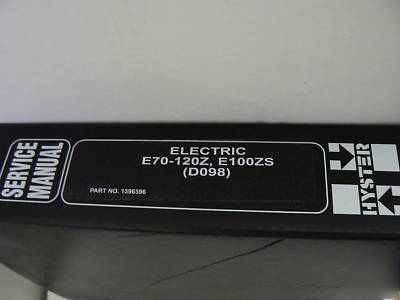 SERVICE
MANUAL
ELECTRIC
E70-120Z, E100ZS
(D098)
PART NO. 1596596
HYSTER